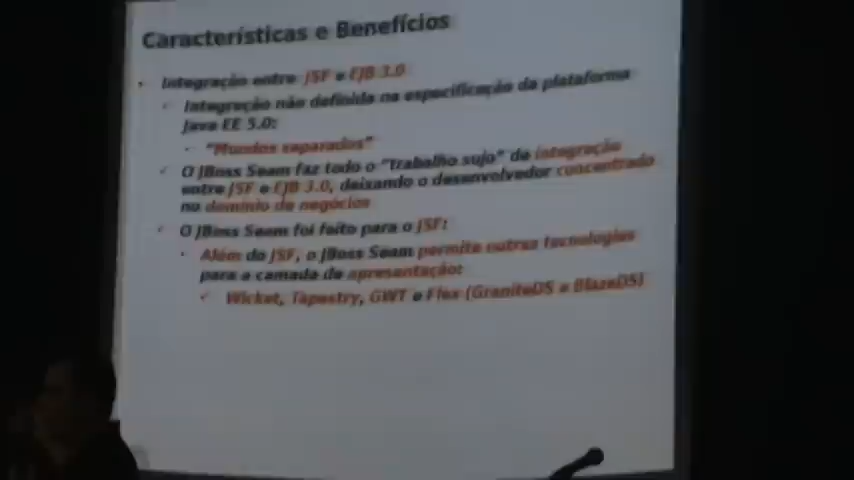 Características e Benefícios
Integração entre JSF e EJB 3.0
Integração não definida na especificação da plataforma
Java EE 5.0:
"Mundos separados"
O JBoss Seam faz todo o "trabalho sujo" de integração
entre JSF e EJB 3.0, deixando o desenvolvedor concentrado
no domínio de negócios
O JBoss Seam foi feito para o JSF:
Além do JSF, o JBoss Seam permite outras tecnologias
para a camada de apresentação:
Wicket, Tapestry, GWT e Flex (GraniteDS e BlazeDS)